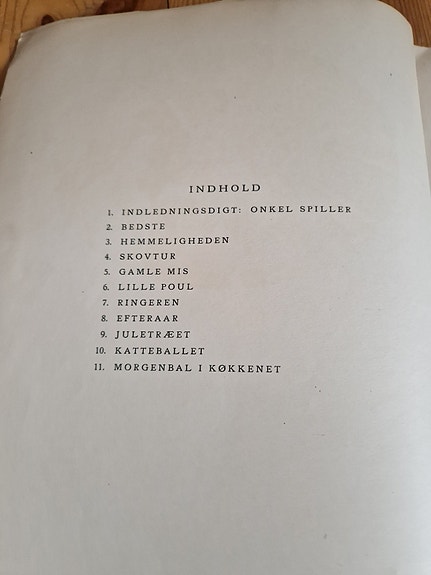 INDHOLD
1. INDLEDNINGSDIGT: ONKEL SPILLER
2. BEDSTE
3. HEMMELIGHEDEN
4. SKOVTUR
5. GAMLE MIS
6. LILLE POUL
7. RINGEREN
8. EFTERAAR
9. JULETRÆET
10. KATTEBALLET
11. MORGENBAL I KØKKENET